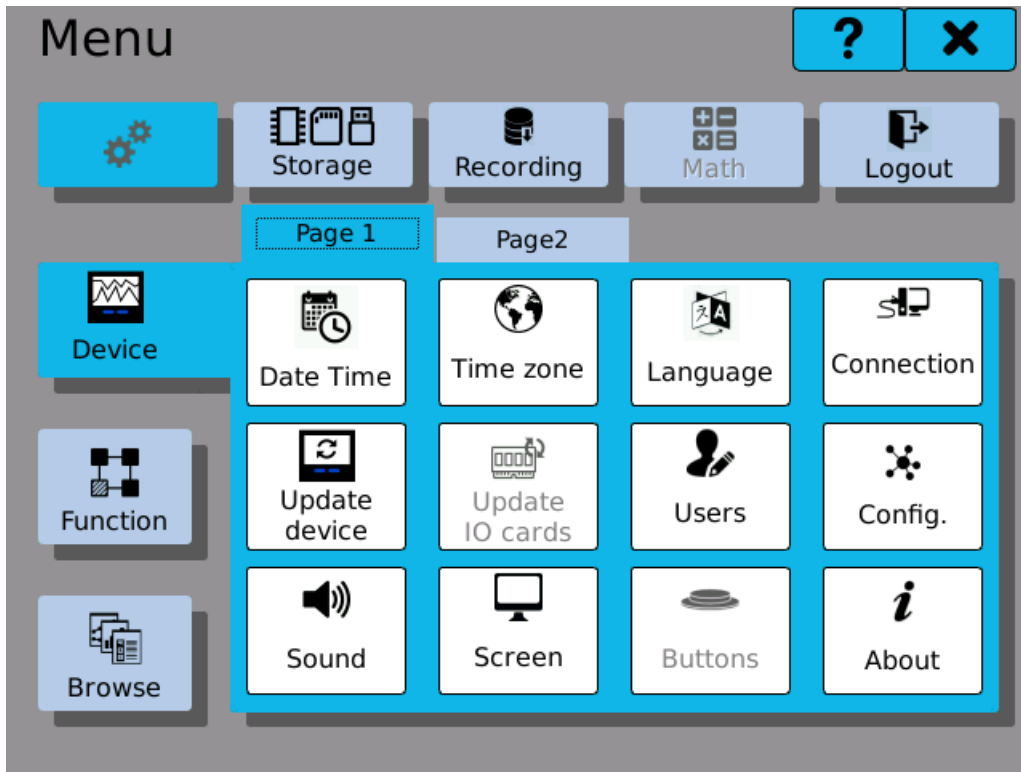 Menu
?
Storage
Recording
Math
Logout
Page 1
Page2
Device
Date Time
Time zone
Language
Connection
Update
device
Update
IO cards
Users
Config.
Function
Sound
Screen
Buttons
About
Browse